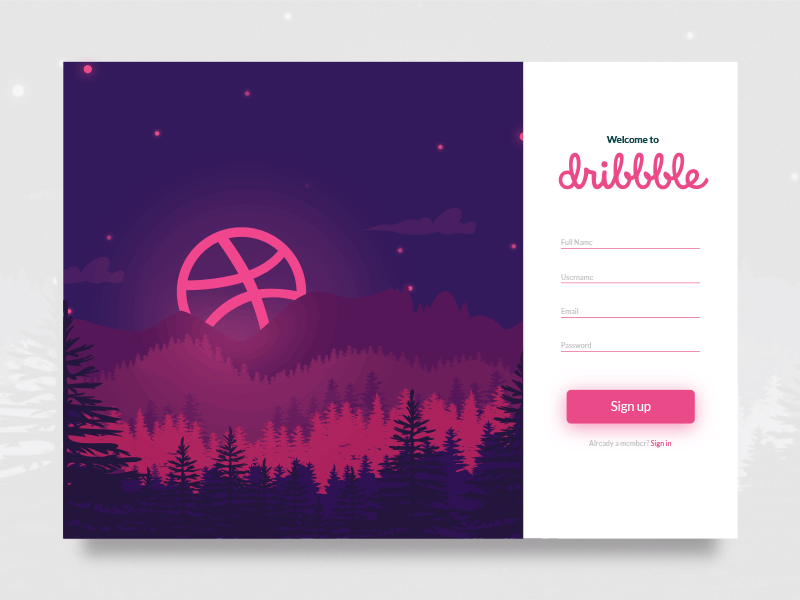 Welcome to
dribbble
Full Name
Username
Email
Password
Sign up
Already a member? Sign in